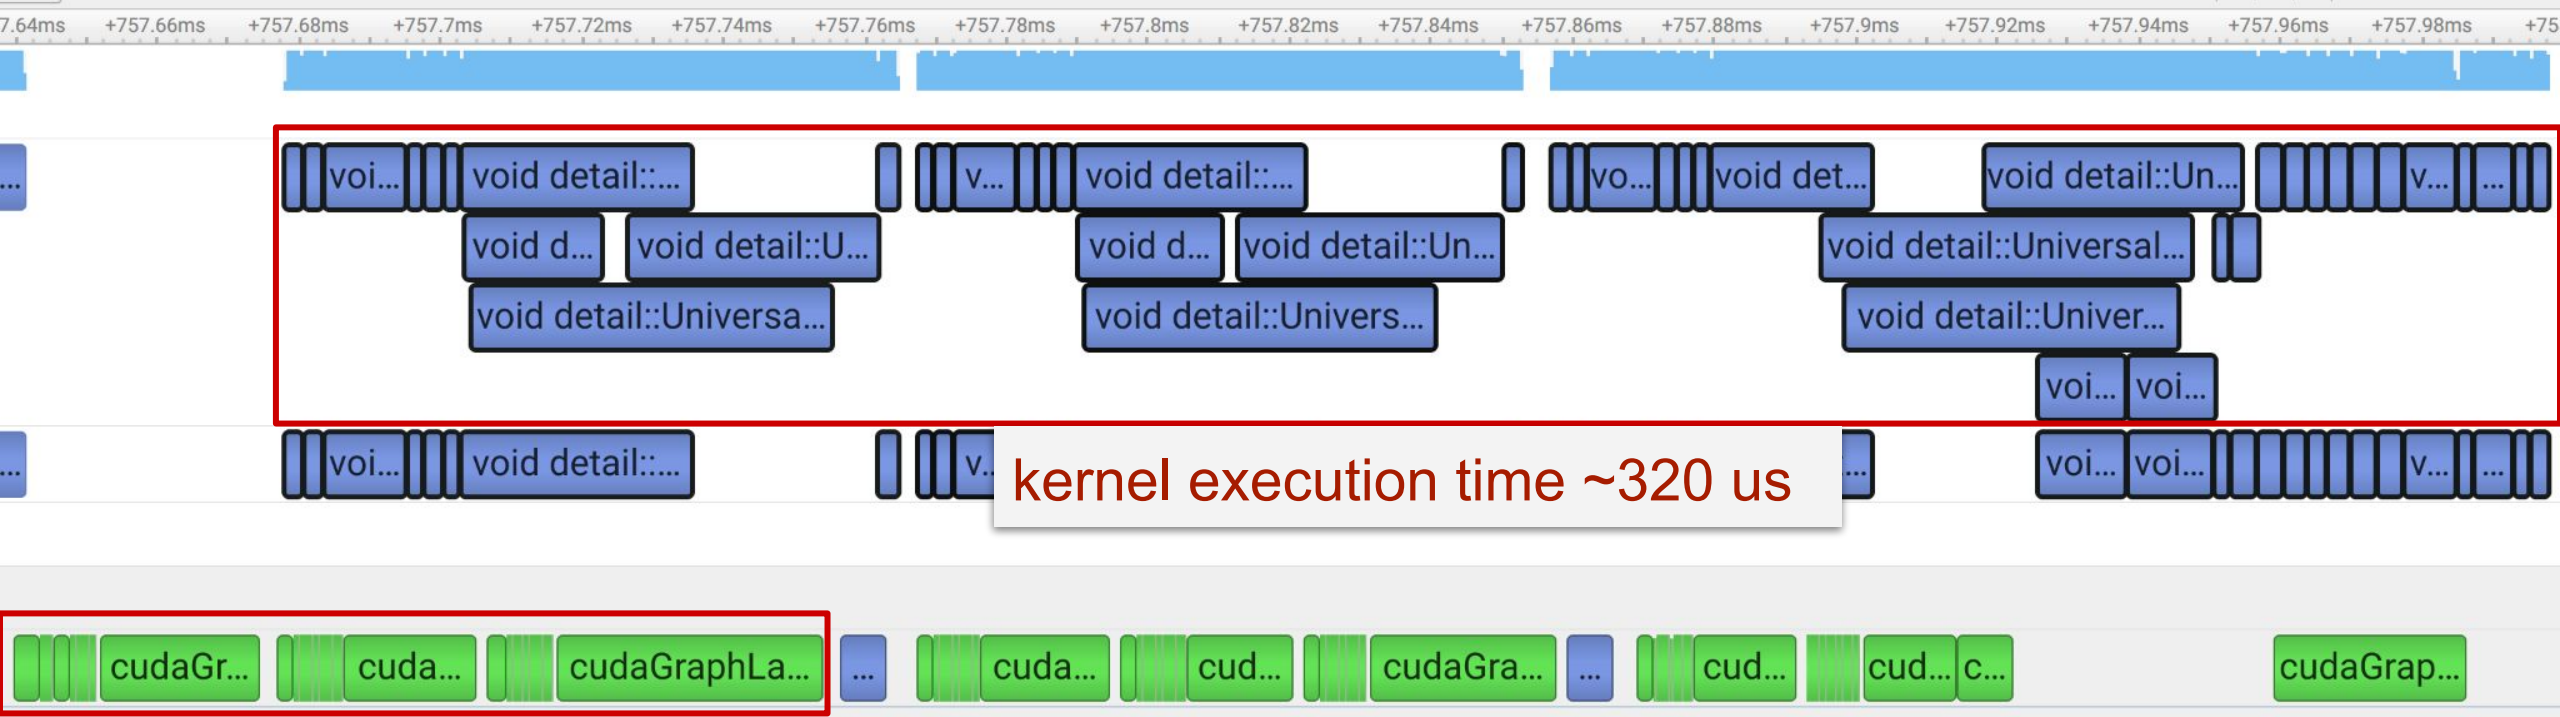 7.64ms +757.66ms +757.68ms +757.7ms +757.72ms +757.74ms +757.76ms +757.78ms +757.8ms +757.82ms +757.84ms +757.86ms +757.88ms +757.9ms +757.92ms +757.94ms +757.96ms +757.98ms +75
... voi... void detail::... v... void detail::... vo... void det... void detail::Un... v... ...
void d... void detail::U... void d... void detail::Un... void detail::Universal...
void detail::Universa... void detail::Univers... void detail::Univer...
voi... voi...
... voi... void detail::... v.. ... voi... voi... v... ...
kernel execution time ~320 us
cudaGr... cuda... cudaGraphLa... ... cuda... cud... cudaGra... ... cud... cud... c... cudaGrap...